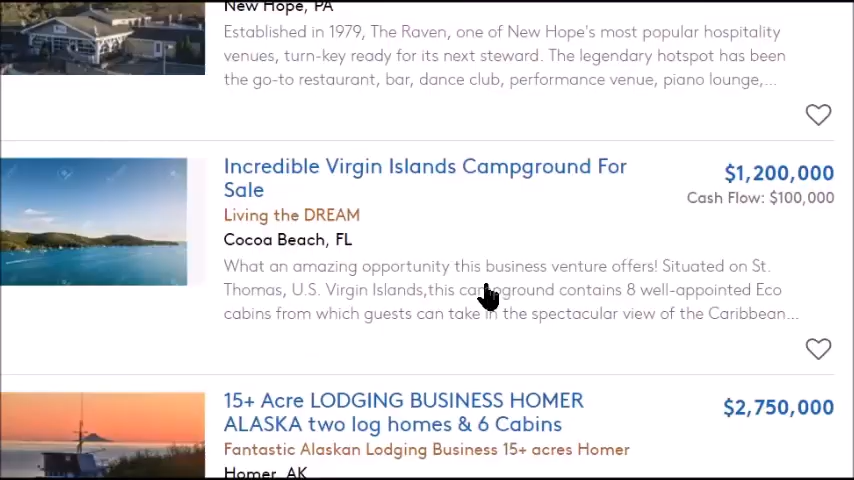 New Hope, PA
Established in 1979, The Raven, one of New Hope's most popular hospitality
venues, turn-key ready for its next steward. The legendary hotspot has been
the go-to restaurant, bar, dance club, performance venue, piano lounge,...
Incredible Virgin Islands Campground For
Sale
$1,200,000
Cash Flow: $100,000
Living the DREAM
Cocoa Beach, FL
What an amazing opportunity this business venture offers! Situated on St.
Thomas, U.S. Virgin Islands,this campground contains 8 well-appointed Eco
cabins from which guests can take in the spectacular view of the Caribbean...
15+ Acre LODGING BUSINESS HOMER
ALASKA two log homes & 6 Cabins
$2,750,000
Fantastic Alaskan Lodging Business 15+ acres Homer
Homer, AK